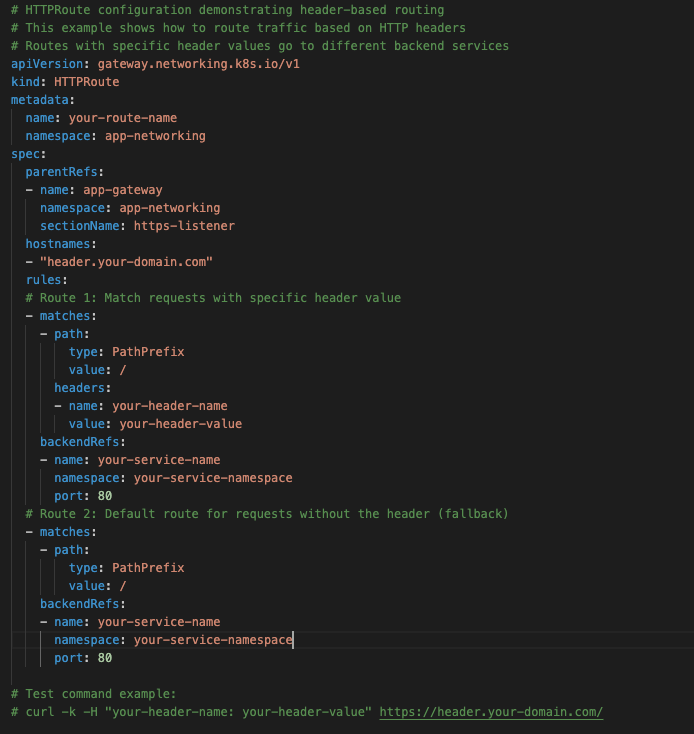 # HTTPRoute configuration demonstrating header-based routing
# This example shows how to route traffic based on HTTP headers
# Routes with specific header values go to different backend services
apiVersion: gateway.networking.k8s.io/v1
kind: HTTPRoute
metadata:
  name: your-route-name
  namespace: app-networking
spec:
  parentRefs:
  - name: app-gateway
    namespace: app-networking
    sectionName: https-listener
  hostnames:
  - "header.your-domain.com"
  rules:
  # Route 1: Match requests with specific header value
  - matches:
    - path:
        type: PathPrefix
        value: /
      headers:
      - name: your-header-name
        value: your-header-value
    backendRefs:
    - name: your-service-name
      namespace: your-service-namespace
      port: 80
  # Route 2: Default route for requests without the header (fallback)
  - matches:
    - path:
        type: PathPrefix
        value: /
    backendRefs:
    - name: your-service-name
      namespace: your-service-namespace
      port: 80

# Test command example:
# curl -k -H "your-header-name: your-header-value" https://header.your-domain.com/